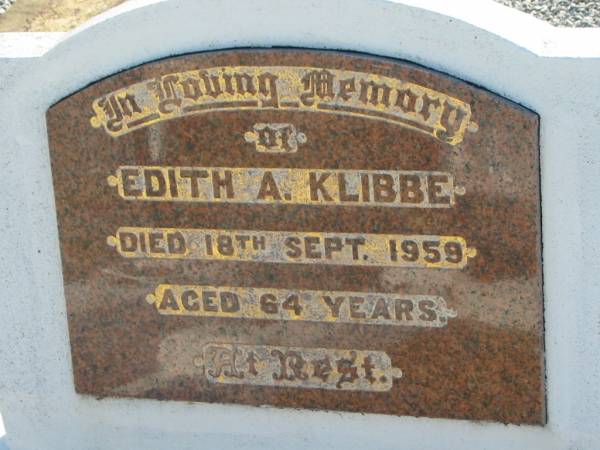 In Loving Memory
of
EDITH A. KLIBBE
DIED 18TH SEPT. 1959
AGED 64 YEARS.
At Rest.